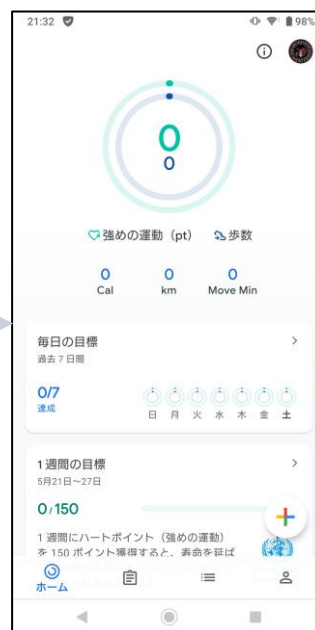 21:32 98%
0
0
強めの運動（pt） 歩数
0 0 0
Cal km Move Min
毎日の目標
過去 7 日間
0/7
達成
日 月 火 水 木 金 土
1 週間の目標
5月21日～27日
0/150
1 週間にハートポイント（強めの運動）
を 150 ポイント獲得すると、寿命を延ば
ホーム